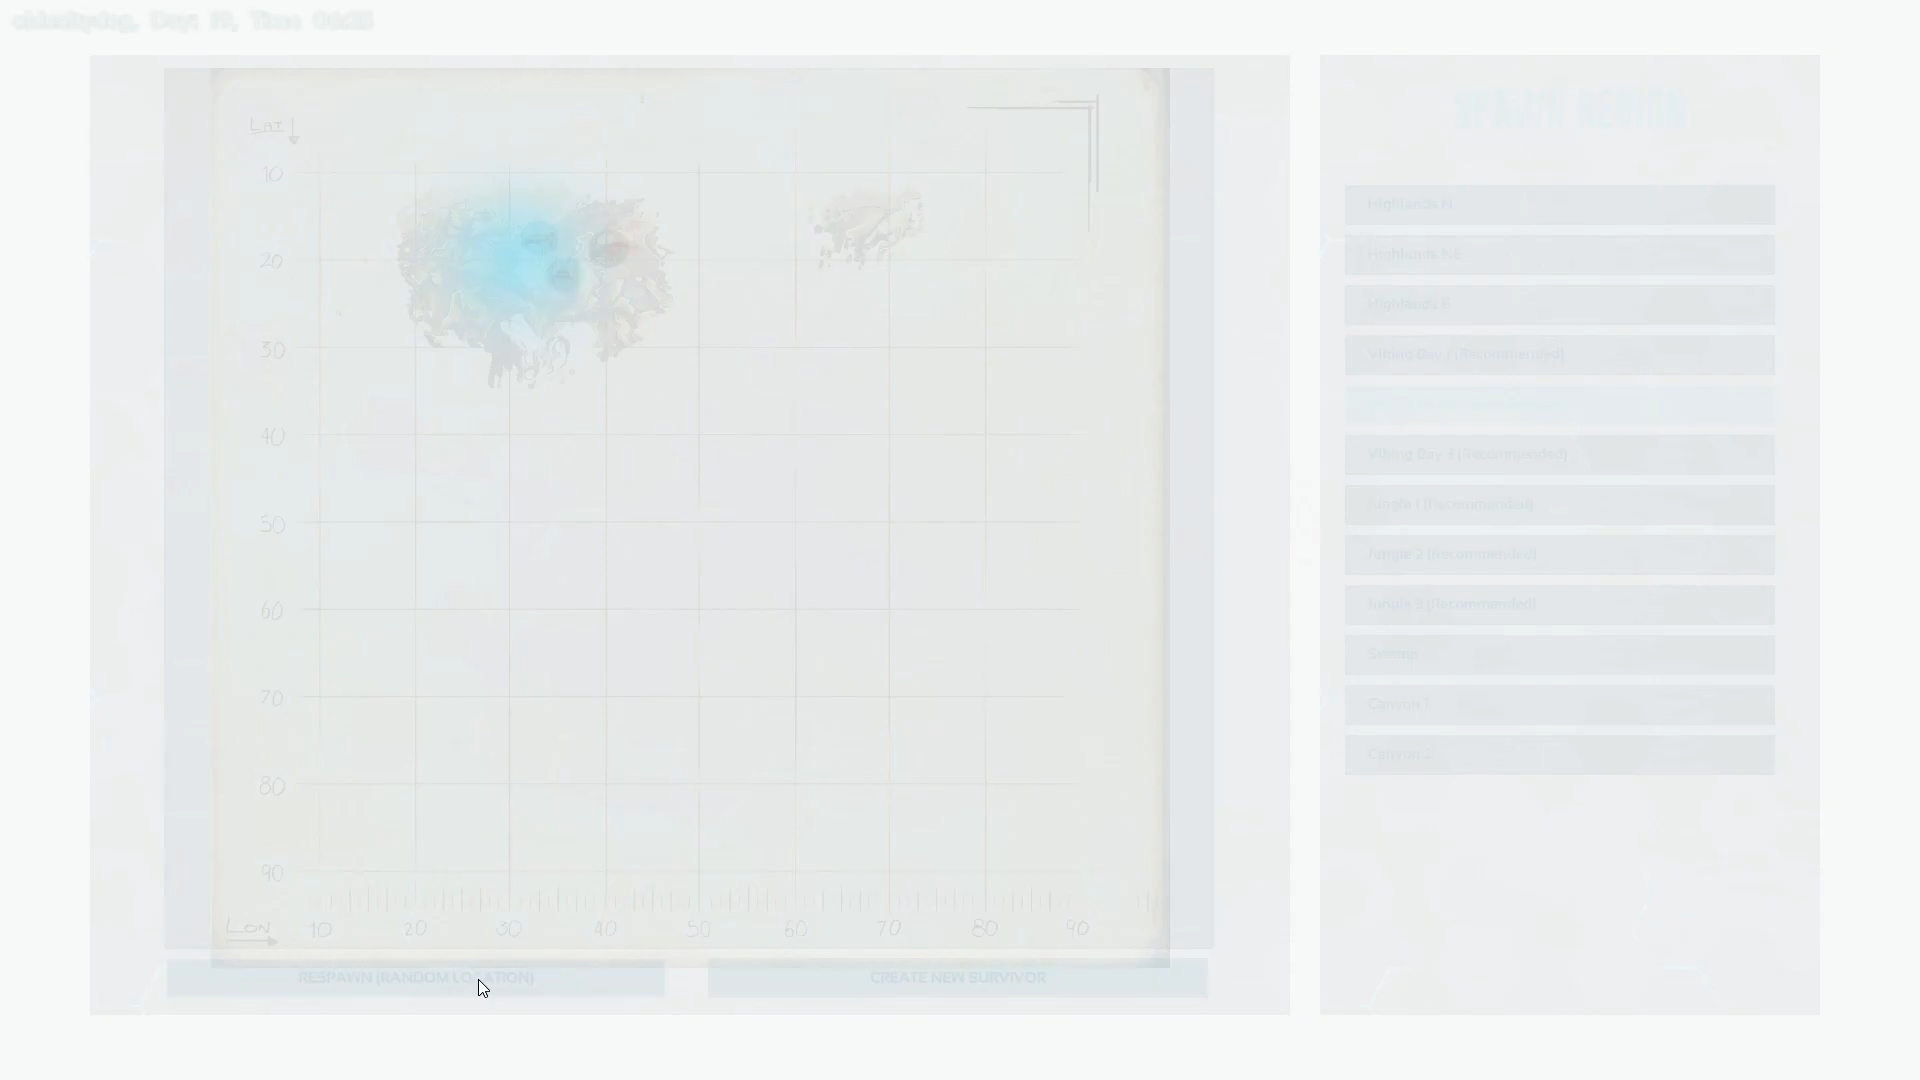 SPAWN REGION
LAT
10
20
30
40
50
60
70
80
90
LON
10 20 30 40 50 60 70 80 90
RESPAWN (RANDOM LOCATION)
CREATE NEW SURVIVOR
Highlands N
Highlands NE
Highlands E
Viking Bay 1 (Recommended)
Viking Bay 3 (Recommended)
Jungle 1 (Recommended)
Jungle 2 (Recommended)
Jungle 3 (Recommended)
Swamp
Canyon 1
Canyon 2